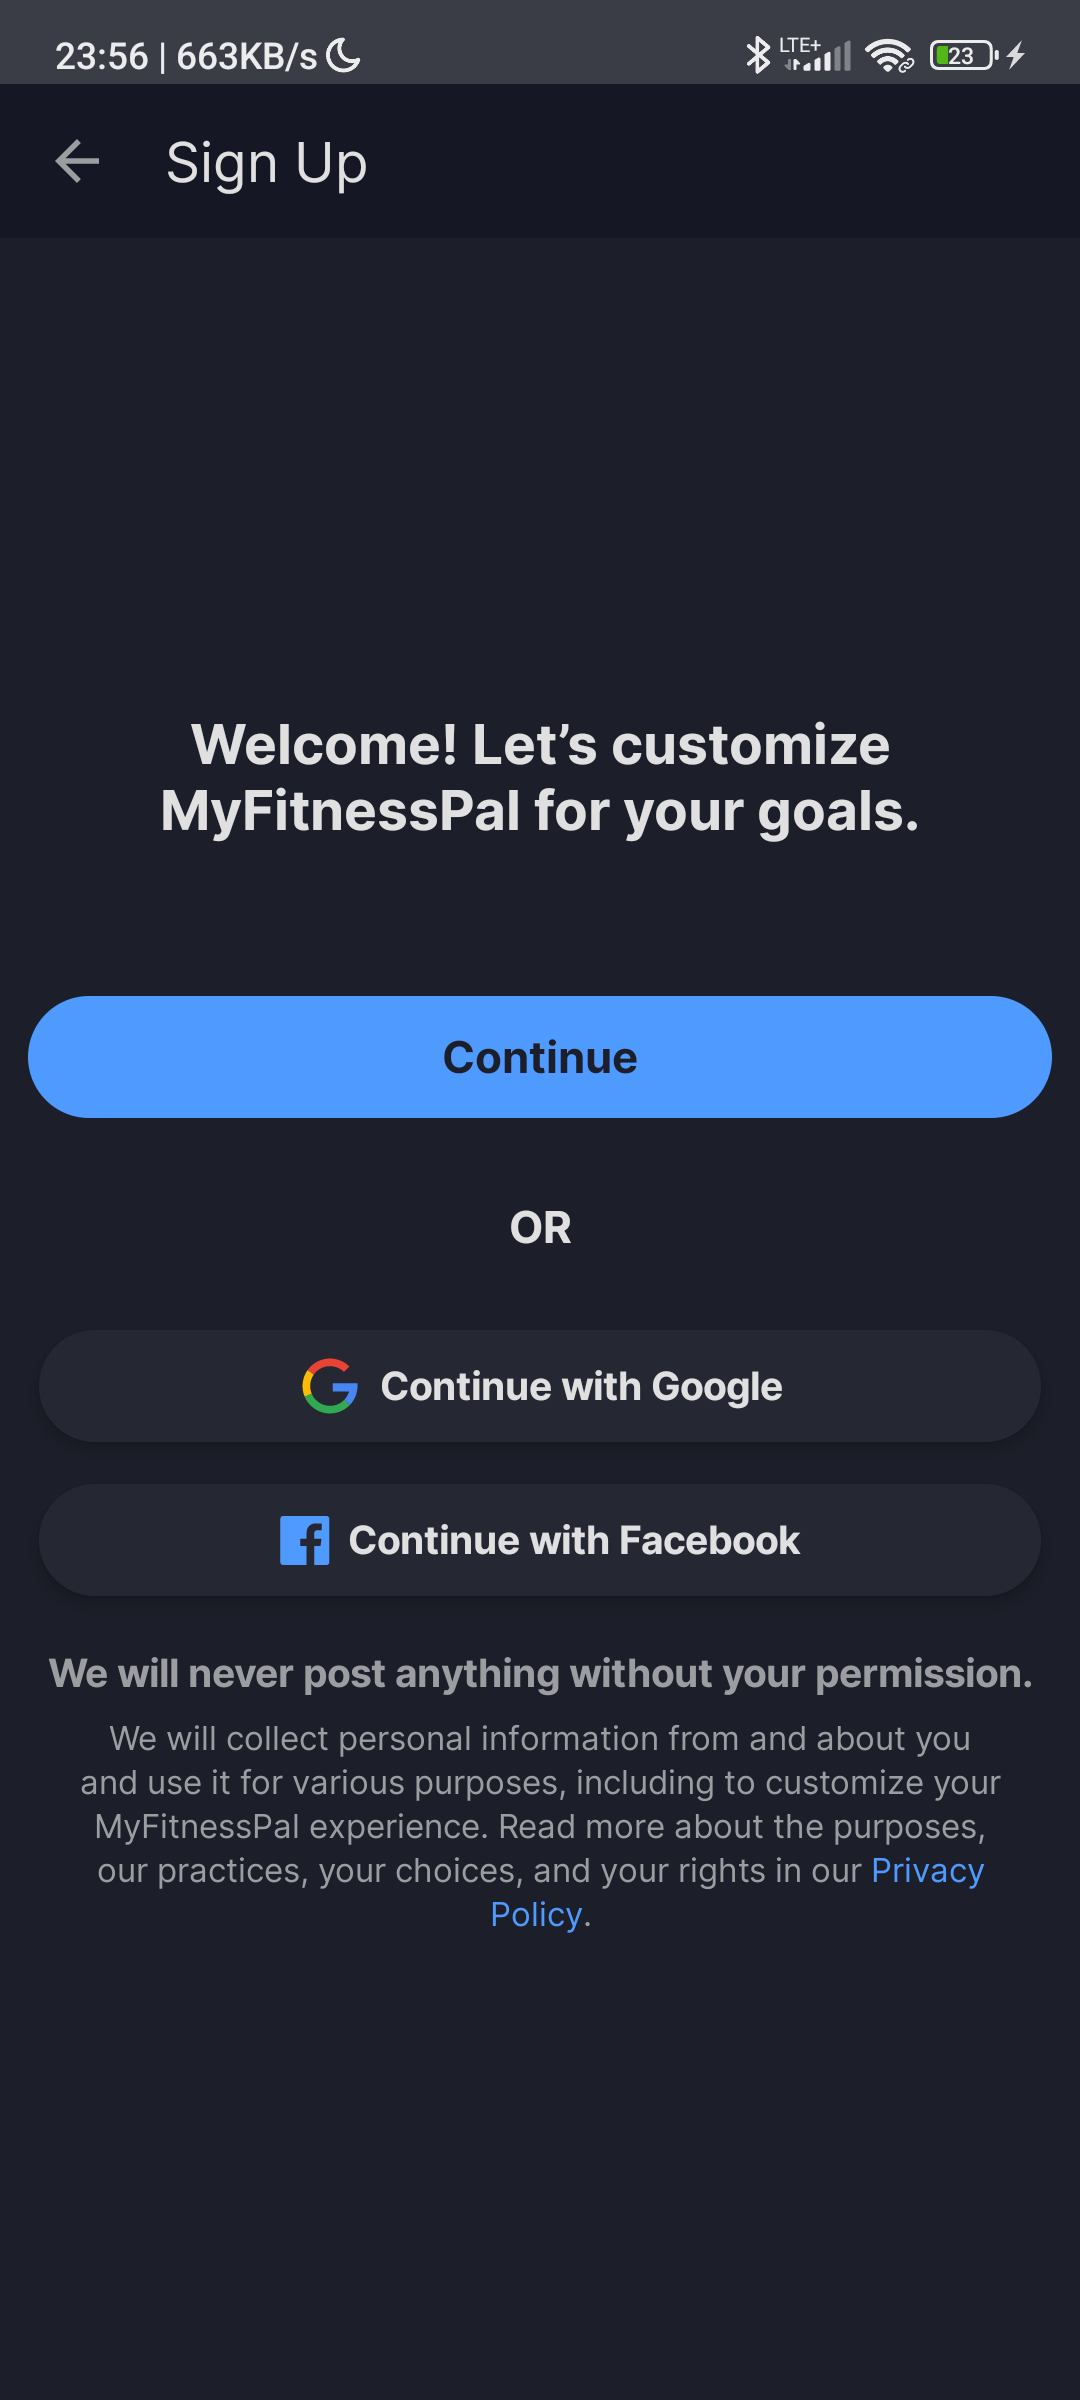 23:56 | 663KB/s
LTE+
23
Sign Up
Welcome! Let’s customize
MyFitnessPal for your goals.
Continue
OR
Continue with Google
Continue with Facebook
We will never post anything without your permission.
We will collect personal information from and about you
and use it for various purposes, including to customize your
MyFitnessPal experience. Read more about the purposes,
our practices, your choices, and your rights in our Privacy
Policy.